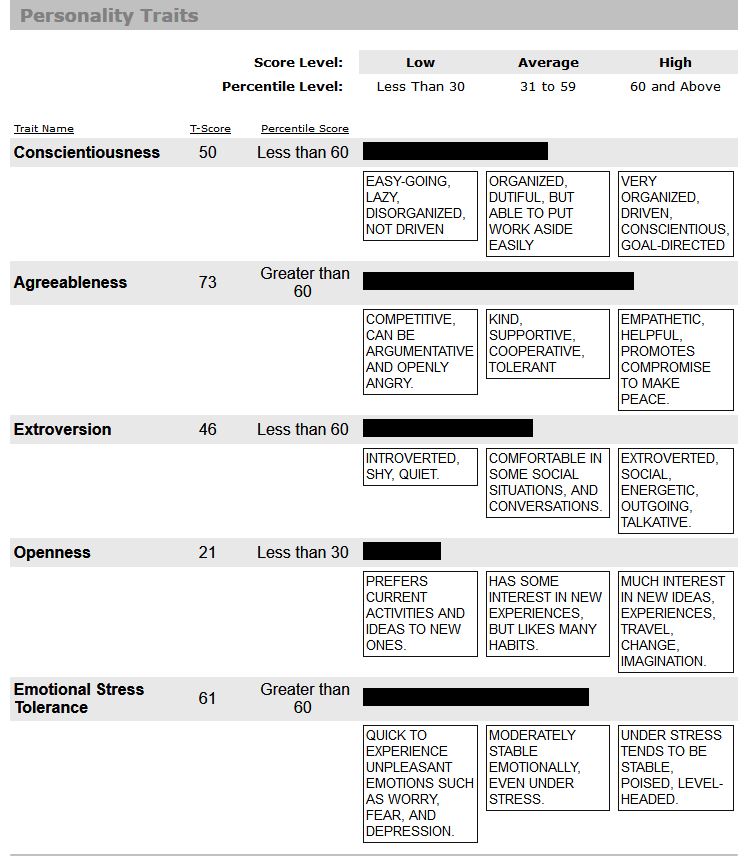 Personality Traits
Score Level: Low Average High
Percentile Level: Less Than 30 31 to 59 60 and Above
Trait Name T-Score Percentile Score
Conscientiousness 50 Less than 60
EASY-GOING,
LAZY,
DISORGANIZED,
NOT DRIVEN
ORGANIZED,
DUTIFUL, BUT
ABLE TO PUT
WORK ASIDE
EASILY
VERY
ORGANIZED,
DRIVEN,
CONSCIENTIOUS,
GOAL-DIRECTED
Agreeableness 73 Greater than
60
COMPETITIVE,
CAN BE
ARGUMENTATIVE
AND OPENLY
ANGRY.
KIND,
SUPPORTIVE,
COOPERATIVE,
TOLERANT
EMPATHETIC,
HELPFUL,
PROMOTES
COMPROMISE
TO MAKE
PEACE.
Extroversion 46 Less than 60
INTROVERTED,
SHY, QUIET.
COMFORTABLE IN
SOME SOCIAL
SITUATIONS, AND
CONVERSATIONS.
EXTROVERTED,
SOCIAL,
ENERGETIC,
OUTGOING,
TALKATIVE.
Openness 21 Less than 30
PREFERS
CURRENT
ACTIVITIES AND
IDEAS TO NEW
ONES.
HAS SOME
INTEREST IN NEW
EXPERIENCES,
BUT LIKES MANY
HABITS.
MUCH INTEREST
IN NEW IDEAS,
EXPERIENCES,
TRAVEL,
CHANGE,
IMAGINATION.
Emotional Stress
Tolerance 61 Greater than
60
QUICK TO
EXPERIENCE
UNPLEASANT
EMOTIONS SUCH
AS WORRY,
FEAR, AND
DEPRESSION.
MODERATELY
STABLE
EMOTIONALLY,
EVEN UNDER
STRESS.
UNDER STRESS
TENDS TO BE
STABLE,
POISED, LEVEL-
HEADED.